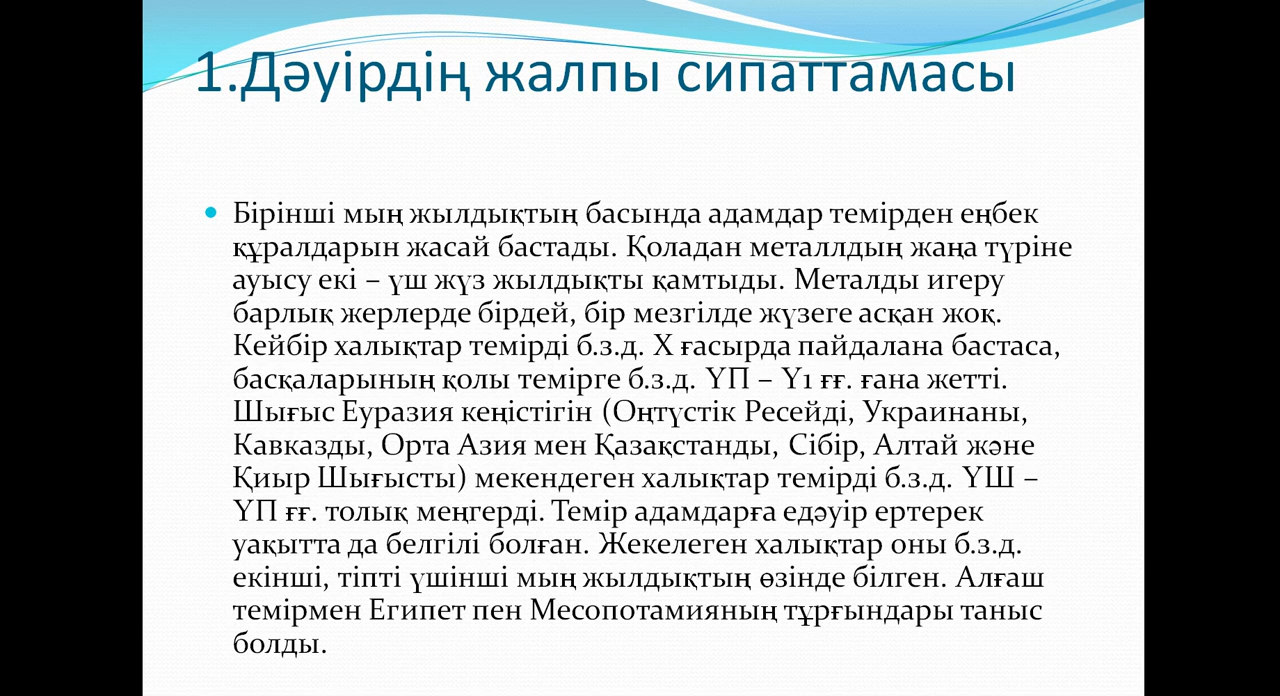 1.Дәуірдің жалпы сипаттамасы
• Бірінші мың жылдықтың басында адамдар темірден еңбек
құралдарын жасай бастады. Қоладан металлдың жаңа түріне
ауысу екі – үш жүз жылдықты қамтыды. Металды игеру
барлық жерлерде бірдей, бір мезгілде жүзеге асқан жоқ.
Кейбір халықтар темірді б.з.д. X ғасырда пайдалана бастаса,
басқаларының қолы темірге б.з.д. ҮП – Ү1 ғғ. ғана жетті.
Шығыс Еуразия кеңістігін (Оңтүстік Ресейді, Украинаны,
Кавказды, Орта Азия мен Қазақстанды, Сібір, Алтай және
Қиыр Шығысты) мекендеген халықтар темірді б.з.д. ҮШ –
ҮП ғғ. толық меңгерді. Темір адамдарға едәуір ертерек
уақытта да белгілі болған. Жекелеген халықтар оны б.з.д.
екінші, тіпті үшінші мың жылдықтың өзінде білген. Алғаш
темірмен Египет пен Месопотамияның тұрғындары таныс
болды.